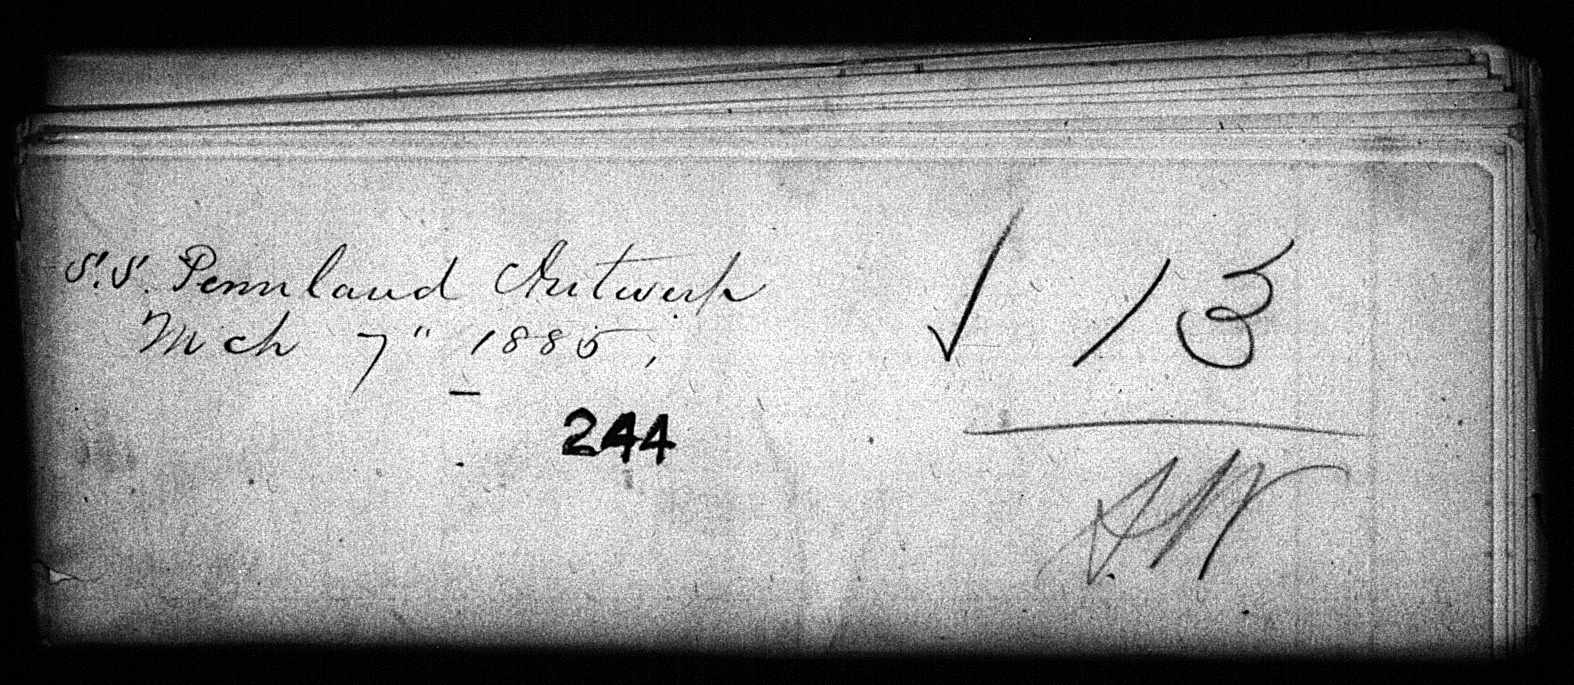 S.S. Pennland Antwerp
Mch 7" 1885,
244
√ 13